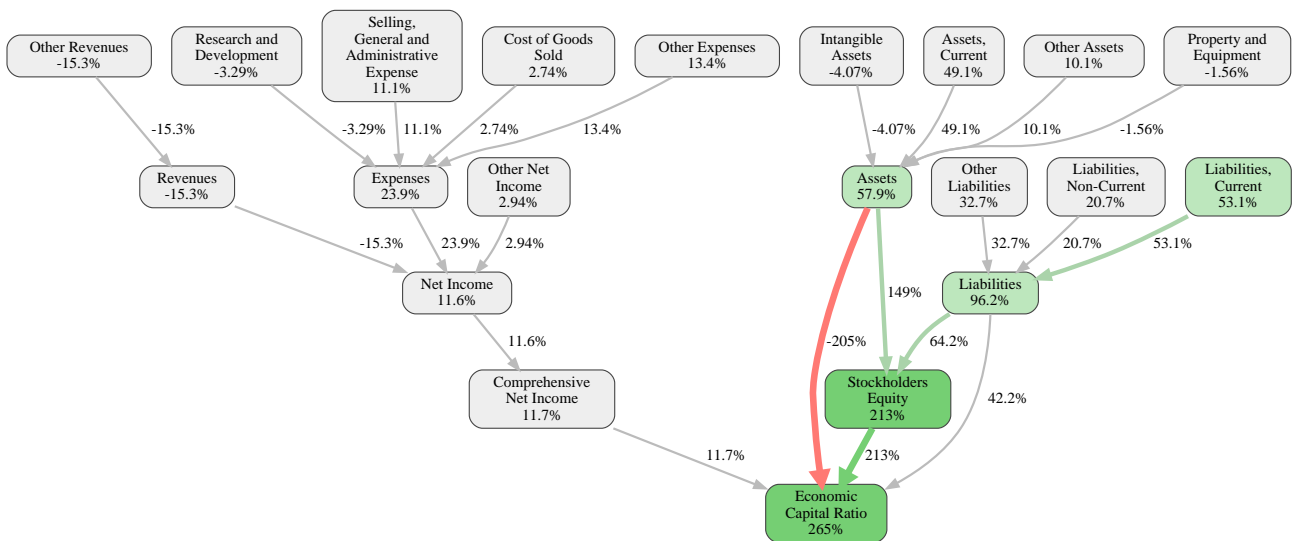 Other Revenues
-15.3%
Research and
Development
-3.29%
Selling,
General and
Administrative
Expense
11.1%
Cost of Goods
Sold
2.74%
Other Expenses
13.4%
Intangible
Assets
-4.07%
Assets,
Current
49.1%
Other Assets
10.1%
Property and
Equipment
-1.56%
-15.3%
-3.29%
11.1%
2.74%
13.4%
-4.07%
49.1%
10.1%
-1.56%
Revenues
-15.3%
Expenses
23.9%
Other Net
Income
2.94%
Assets
57.9%
Other
Liabilities
32.7%
Liabilities,
Non-Current
20.7%
Liabilities,
Current
53.1%
-15.3%
23.9%
2.94%
32.7%
20.7%
53.1%
Net Income
11.6%
149%
Liabilities
96.2%
11.6%
-205%
64.2%
Comprehensive
Net Income
11.7%
Stockholders
Equity
213%
42.2%
11.7%
213%
Economic
Capital Ratio
265%